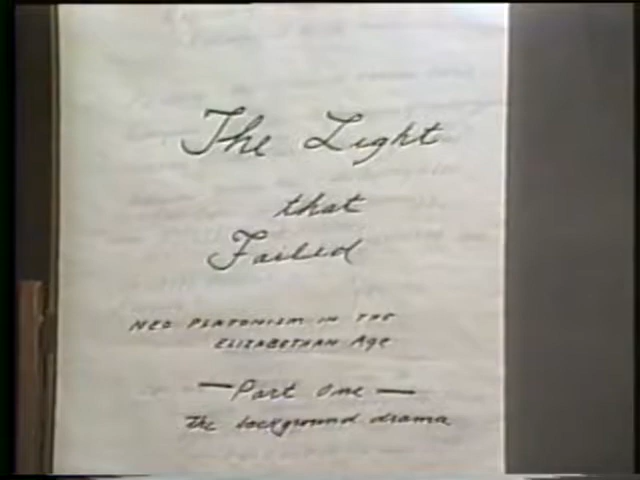 The Light
that
Failed
NEO PLATONISM IN THE
ELIZABETHAN Age
— Part One —
The background drama